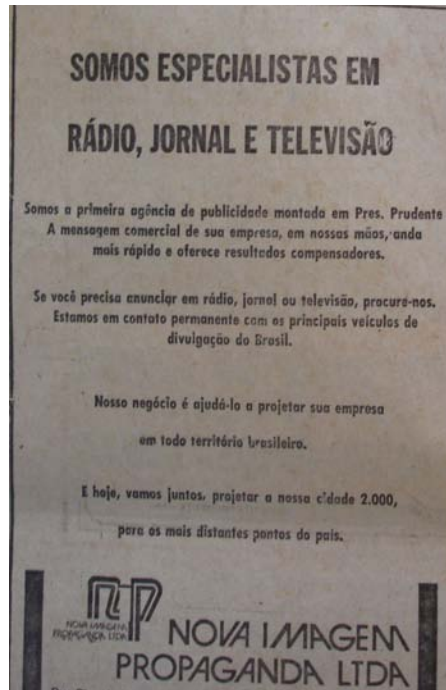 SOMOS ESPECIALISTAS EM
RÁDIO, JORNAL E TELEVISÃO
Somos a primeira agência de publicidade montada em Pres. Prudente
A mensagem comercial de sua empresa, em nossas mãos, anda
mais rápido e oferece resultados compensadores.
Se você precisa anunciar em rádio, jornal ou televisão, procure-nos.
Estamos em contato permanente com os principais veículos de
divulgação do Brasil.
Nosso negócio é ajudá-lo a projetar sua empresa
em todo território brasileiro.
E hoje, vamos juntos, projetar a nossa c'dade 2.000,
para os mais distantes pontos do país.
NOVA IMAGEM
PROPAGANDA LTDA
NOVA IMAGEM
PROPAGANDA LTDA